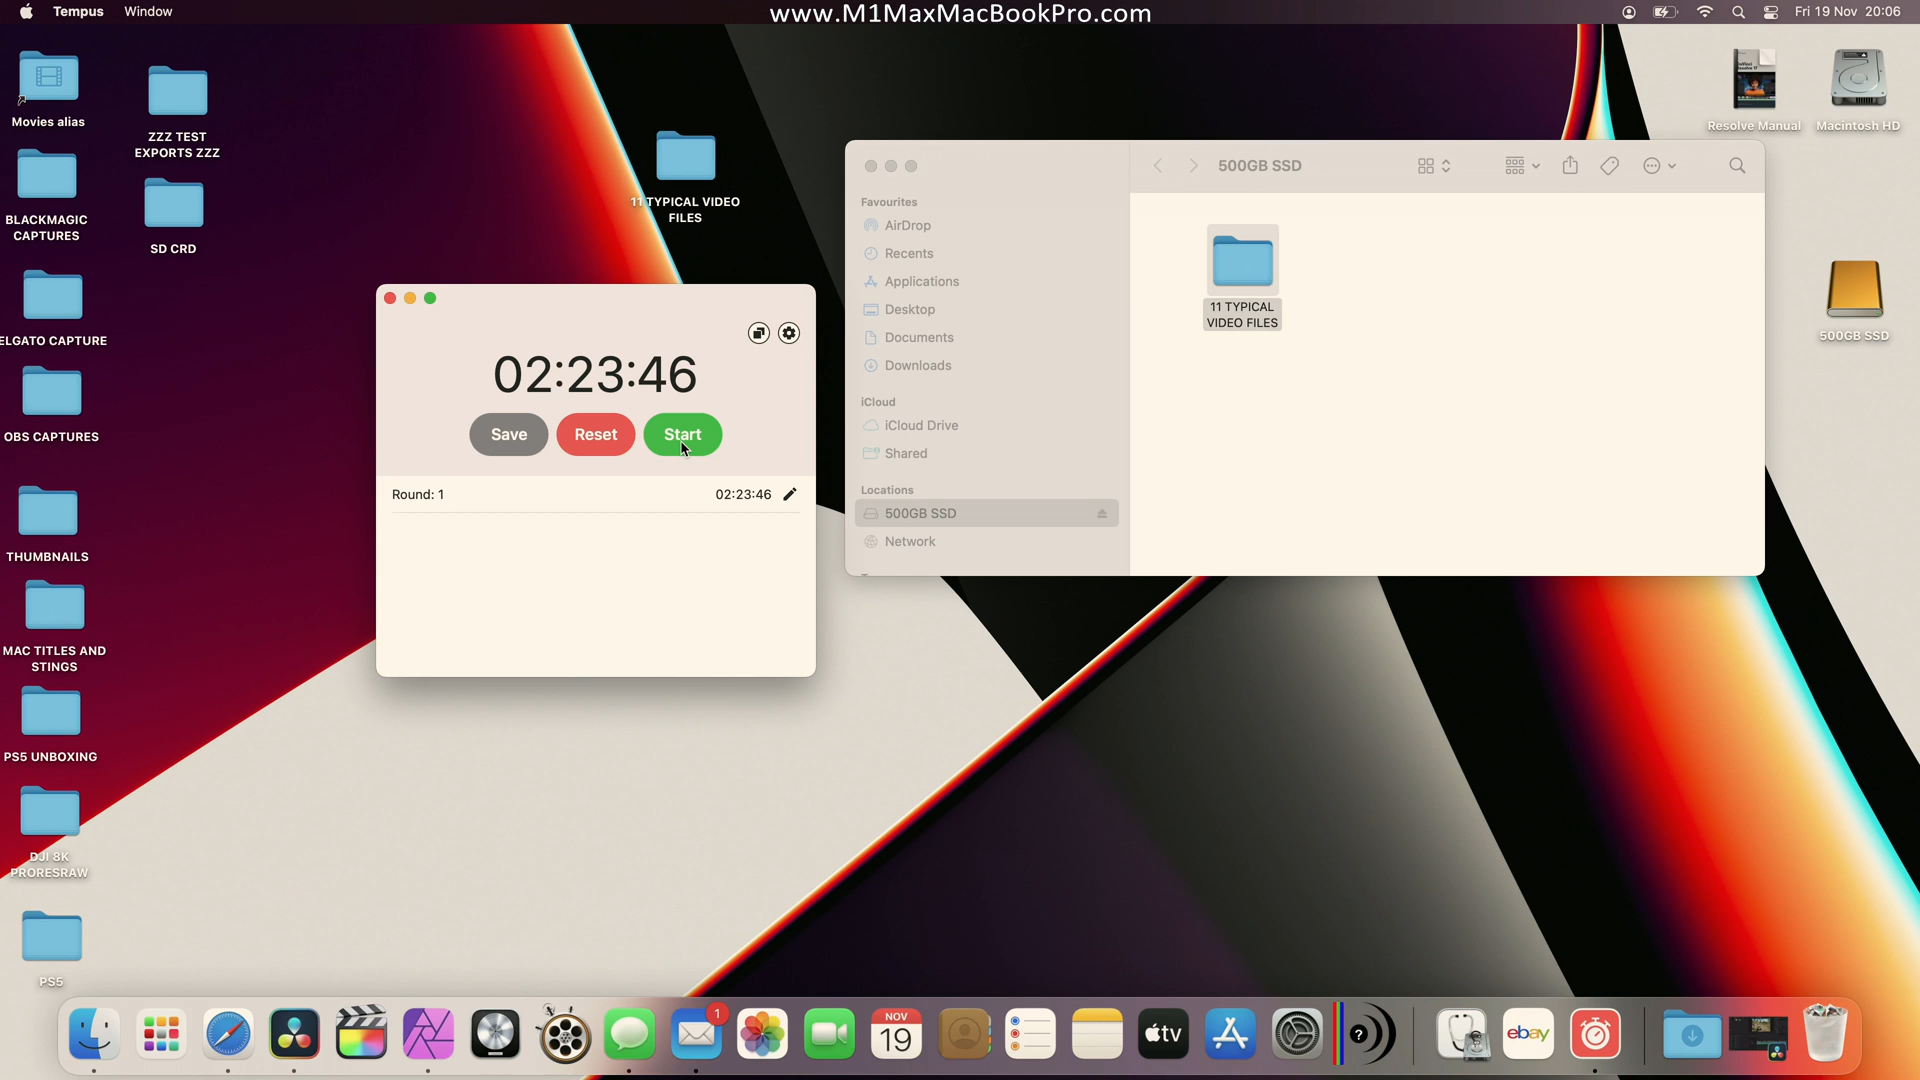 Tempus
Window
www.M1MaxMacBookPro.com
Fri 19 Nov 20:06
Movies alias
ZZZ TEST
EXPORTS ZZZ
BLACKMAGIC
CAPTURES
SD CRD
ELGATO CAPTURE
OBS CAPTURES
THUMBNAILS
MAC TITLES AND
STINGS
PS5 UNBOXING
DJI 8K
PRORESRAW
PS5
11 TYPICAL VIDEO
FILES
02:23:46
Save
Reset
Start
Round: 1
02:23:46
500GB SSD
Favourites
AirDrop
Recents
Applications
Desktop
Documents
Downloads
iCloud
iCloud Drive
Shared
Locations
500GB SSD
Network
11 TYPICAL
VIDEO FILES
Resolve Manual
Macintosh HD
500GB SSD
1
NOV
19
tv
?
ebay